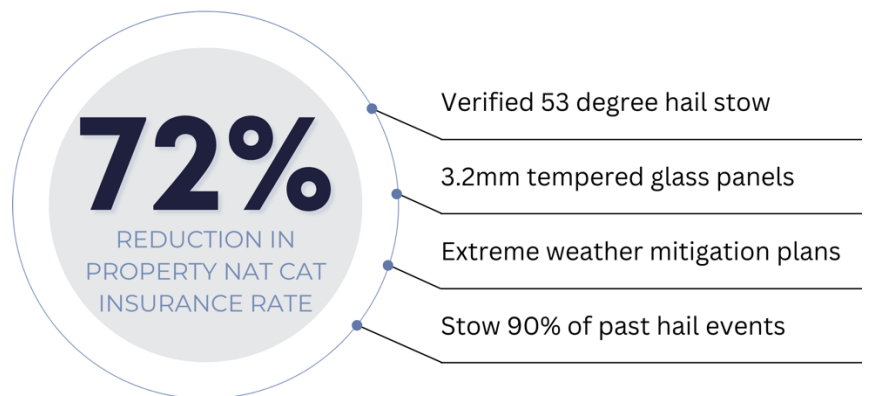 72%
REDUCTION IN
PROPERTY NAT CAT
INSURANCE RATE
Verified 53 degree hail stow
3.2mm tempered glass panels
Extreme weather mitigation plans
Stow 90% of past hail events